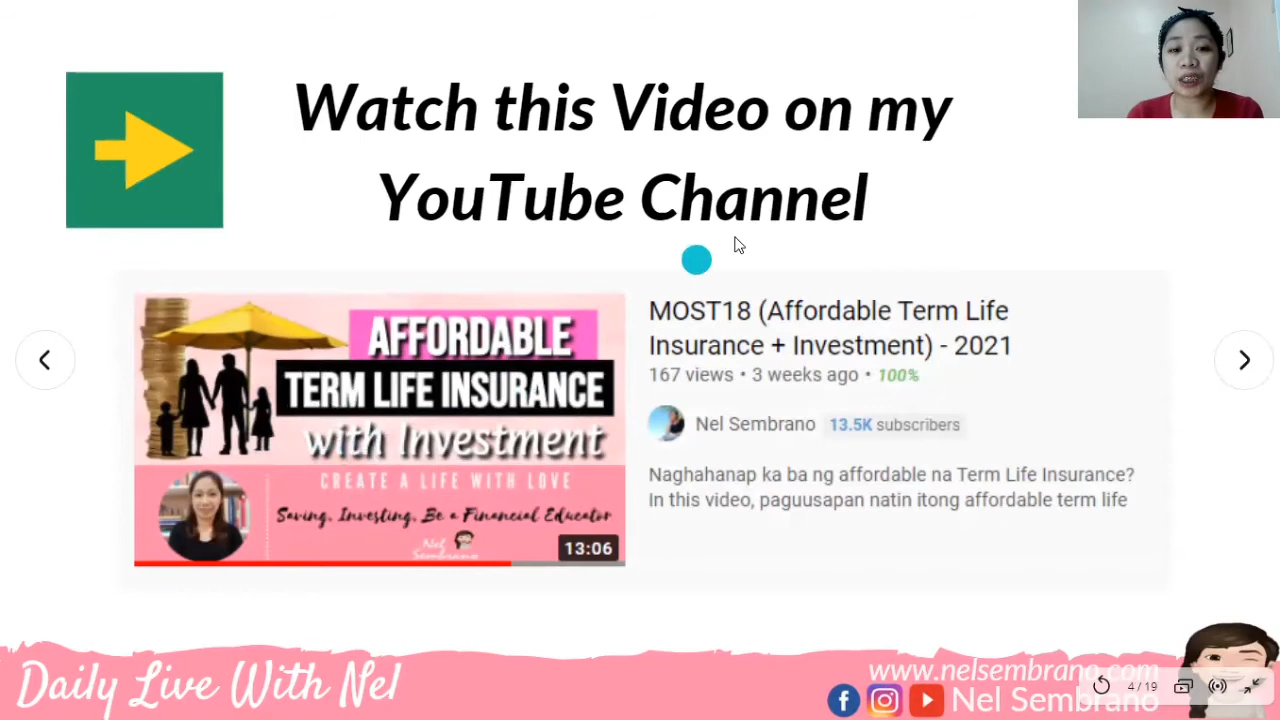 Watch this Video on my
YouTube Channel
AFFORDABLE
TERM LIFE INSURANCE
with Investment
CREATE A LIFE WITH LOVE
Saving, Investing, Be a Financial Educator
Nel
Sembrano
13:06
MOST18 (Affordable Term Life
Insurance + Investment) - 2021
167 views • 3 weeks ago • 100%
Nel Sembrano 13.5K subscribers
Naghahanap ka ba ng affordable na Term Life Insurance?
In this video, paguusapan natin itong affordable term life
Daily Live With Nel
www.nelsembrano.com
Nel Sembrano
4/19